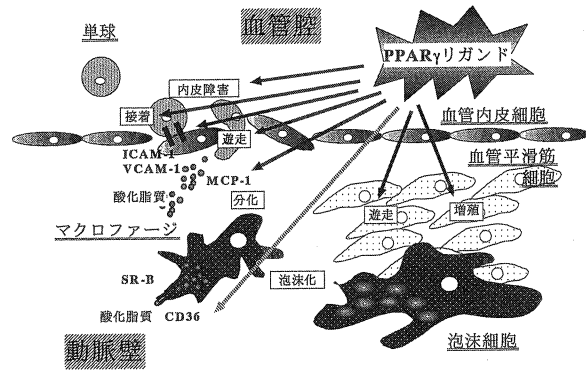 血管腔
単球
PPARγリガンド
内皮障害
接着
遊走
血管内皮細胞
ICAM-1
VCAM-1
MCP-1
血管平滑筋
細胞
酸化脂質
分化
マクロファージ
遊走
増殖
SR-B
泡沫化
酸化脂質
CD36
動脈壁
泡沫細胞